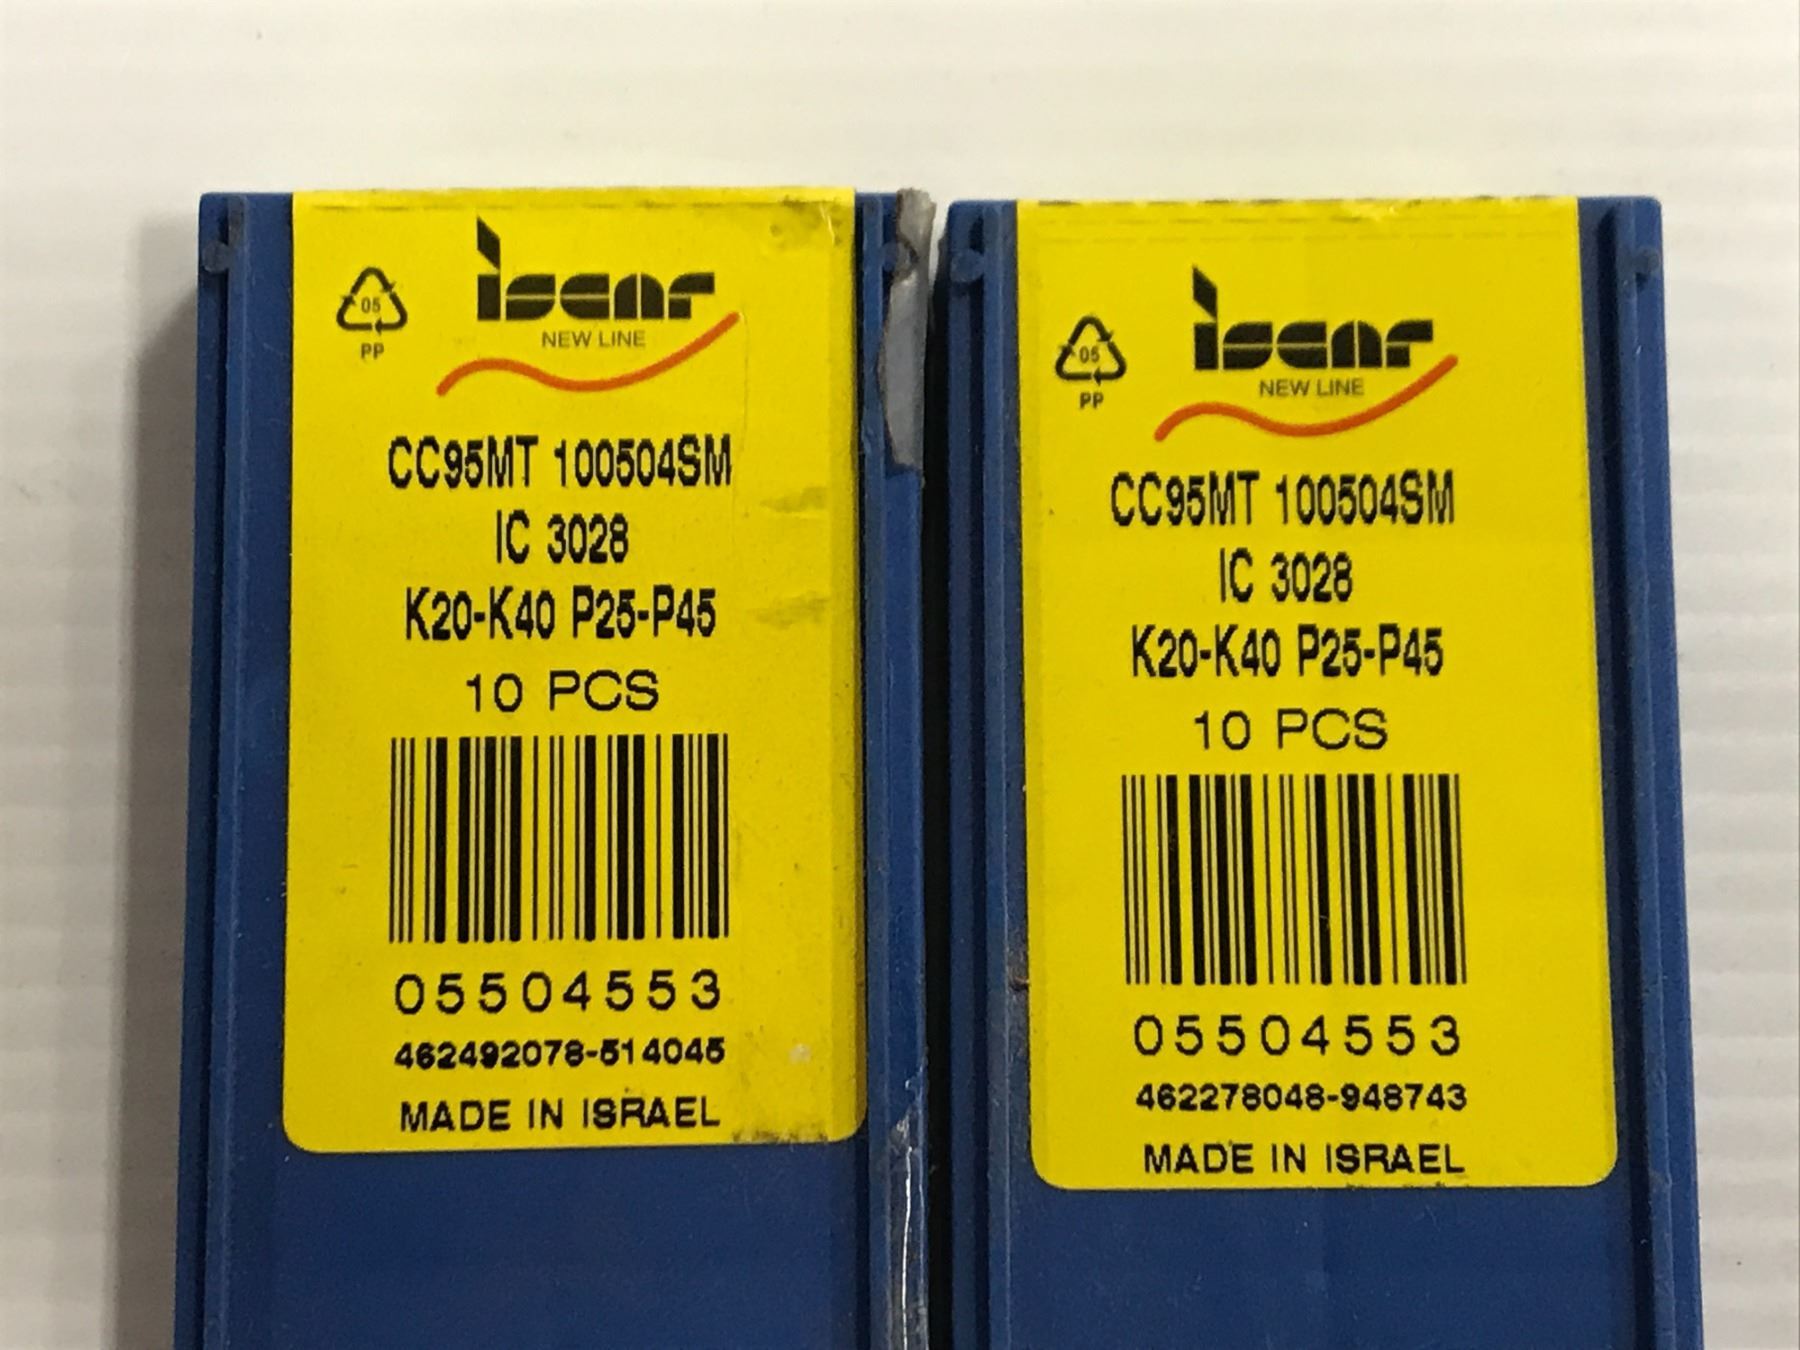 05
PP
iscar
NEW LINE
CC95MT 100504SM
IC 3028
K20-K40 P25-P45
10 PCS
05504553
462492078-514045
MADE IN ISRAEL
05
PP
iscar
NEW LINE
CC95MT 100504SM
IC 3028
K20-K40 P25-P45
10 PCS
05504553
462278048-948743
MADE IN ISRAEL